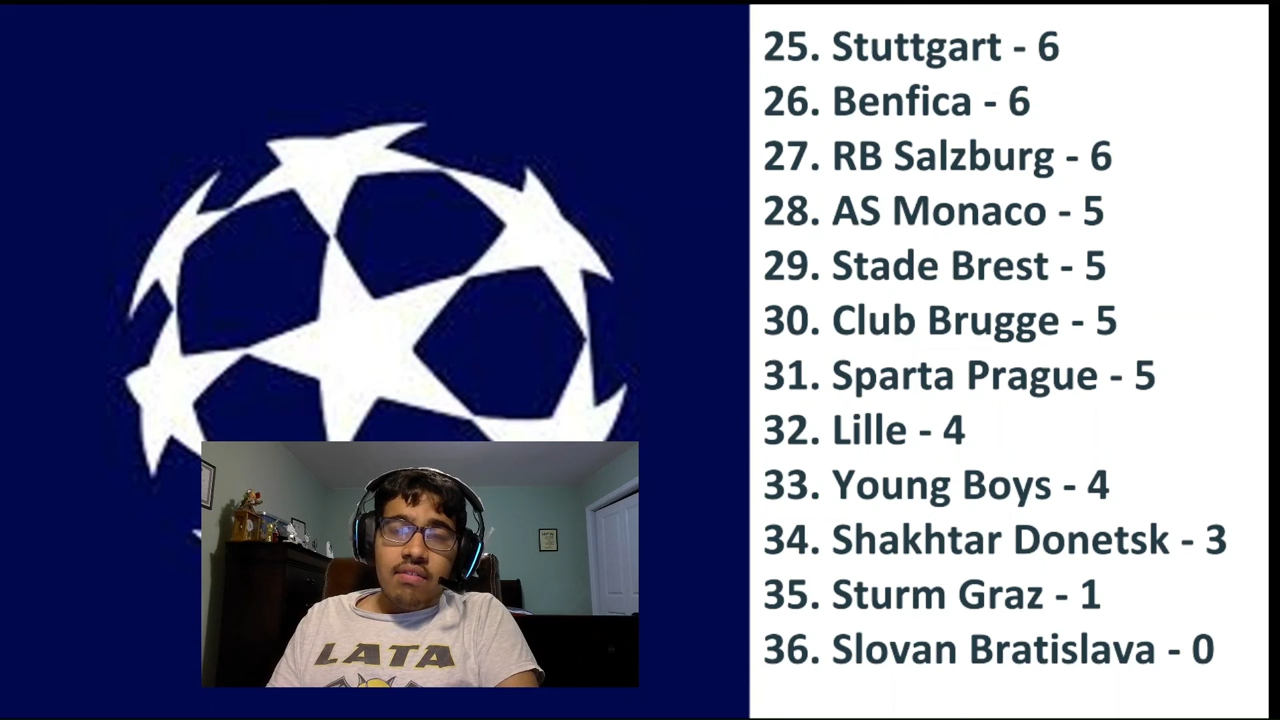 25. Stuttgart - 6
26. Benfica - 6
27. RB Salzburg - 6
28. AS Monaco - 5
29. Stade Brest - 5
30. Club Brugge - 5
31. Sparta Prague - 5
32. Lille - 4
33. Young Boys - 4
34. Shakhtar Donetsk - 3
35. Sturm Graz - 1
36. Slovan Bratislava - 0
LATA